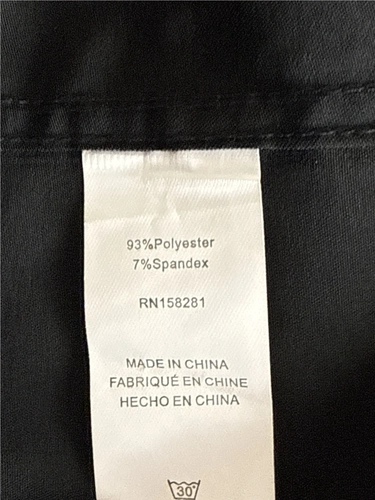 93%Polyester
7%Spandex
RN158281
MADE IN CHINA
FABRIQUÉ EN CHINE
HECHO EN CHINA
30°